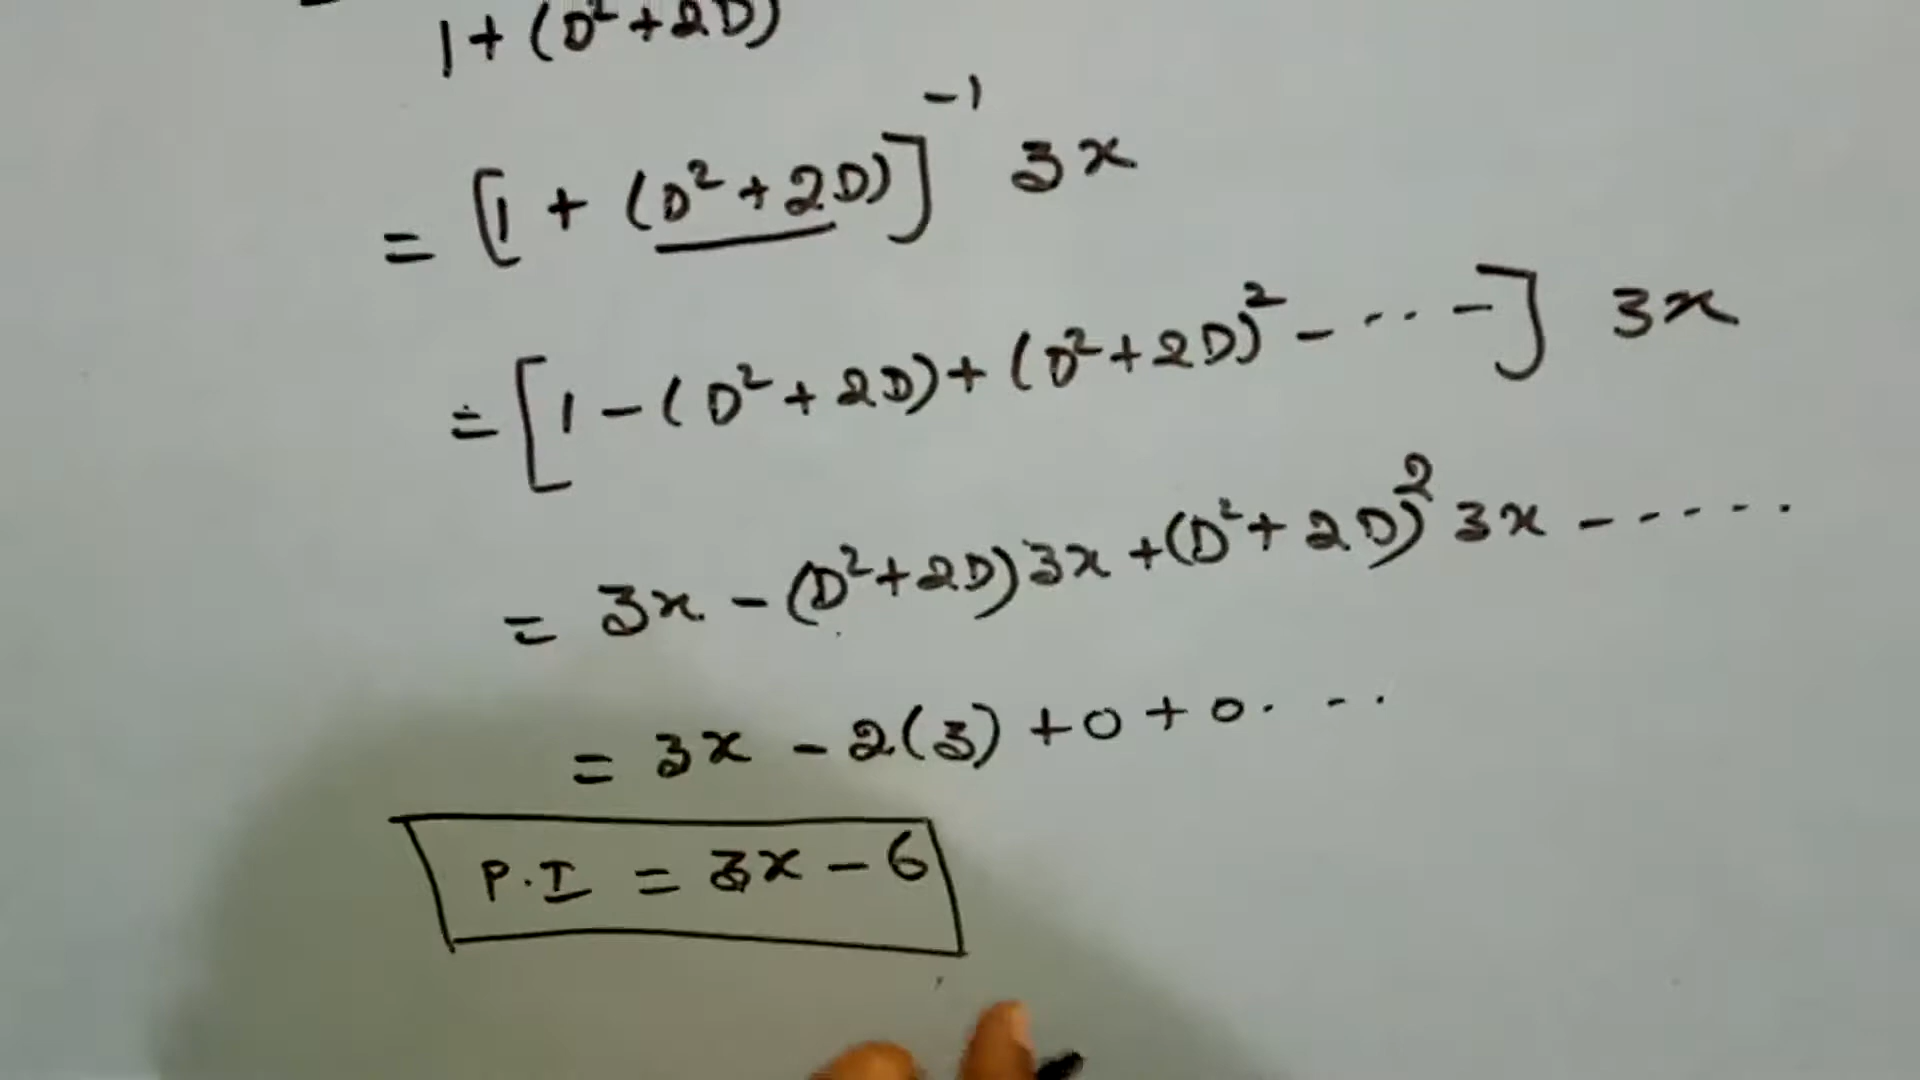 1+(D²+2D)
= [1 + (D²+2D)]⁻¹ 3x
= [1-(D²+2D)+(D²+2D)²-···-] 3x
= 3x - (D²+2D)3x +(D²+2D)² 3x -----··
= 3x - 2(3) +0+0· -··
P.I = 3x-6